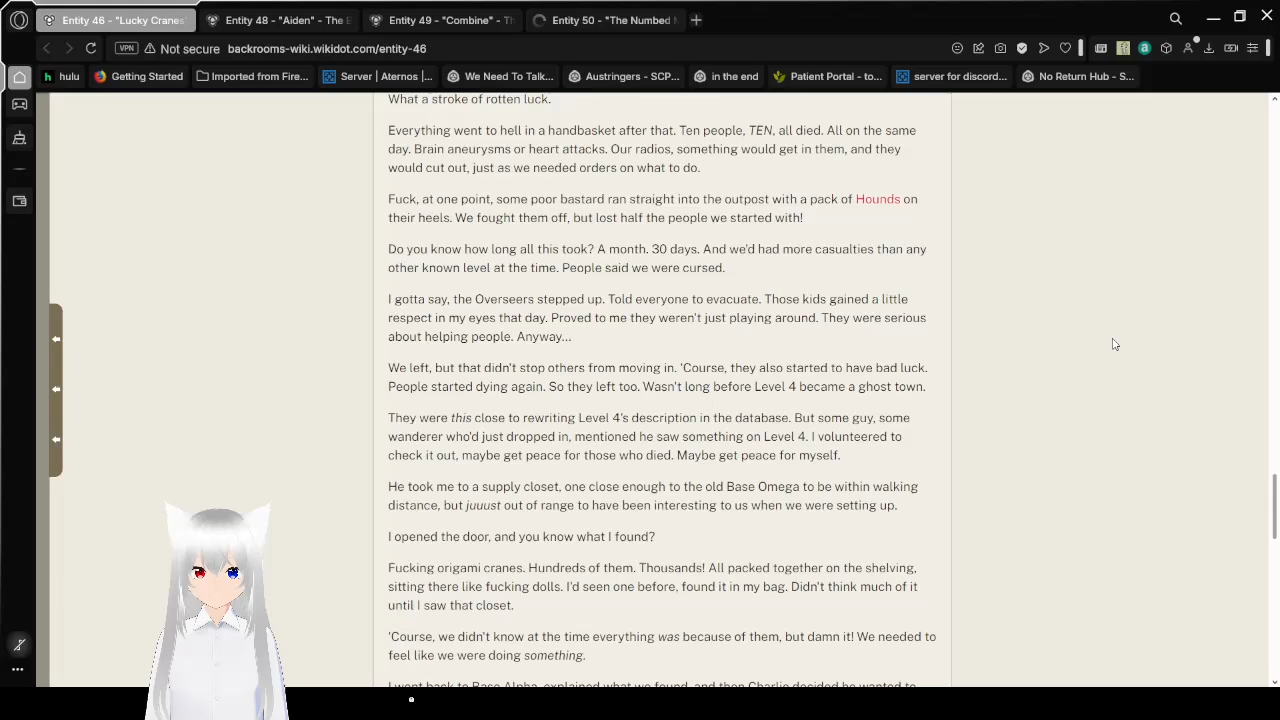 Entity 46 - "Lucky Cranes"
Entity 48 - "Aiden" - The B
Entity 49 - "Combine" - Th
Entity 50 - "The Numbed M
VPN Not secure backrooms-wiki.wikidot.com/entity-46
hulu Getting Started Imported from Fire... Server | Aternos |... We Need To Talk... Austringers - SCP... in the end Patient Portal - to... server for discord... No Return Hub - S...
What a stroke of rotten luck.
Everything went to hell in a handbasket after that. Ten people, TEN, all died. All on the same
day. Brain aneurysms or heart attacks. Our radios, something would get in them, and they
would cut out, just as we needed orders on what to do.
Fuck, at one point, some poor bastard ran straight into the outpost with a pack of Hounds on
their heels. We fought them off, but lost half the people we started with!
Do you know how long all this took? A month. 30 days. And we'd had more casualties than any
other known level at the time. People said we were cursed.
I gotta say, the Overseers stepped up. Told everyone to evacuate. Those kids gained a little
respect in my eyes that day. Proved to me they weren't just playing around. They were serious
about helping people. Anyway...
We left, but that didn't stop others from moving in. 'Course, they also started to have bad luck.
People started dying again. So they left too. Wasn't long before Level 4 became a ghost town.
They were this close to rewriting Level 4's description in the database. But some guy, some
wanderer who'd just dropped in, mentioned he saw something on Level 4. I volunteered to
check it out, maybe get peace for those who died. Maybe get peace for myself.
He took me to a supply closet, one close enough to the old Base Omega to be within walking
distance, but juuust out of range to have been interesting to us when we were setting up.
I opened the door, and you know what I found?
Fucking origami cranes. Hundreds of them. Thousands! All packed together on the shelving,
sitting there like fucking dolls. I'd seen one before, found it in my bag. Didn't think much of it
until I saw that closet.
'Course, we didn't know at the time everything was because of them, but damn it! We needed to
feel like we were doing something.
I went back to Base Alpha, explained what we found, and then Charlie decided he wanted to